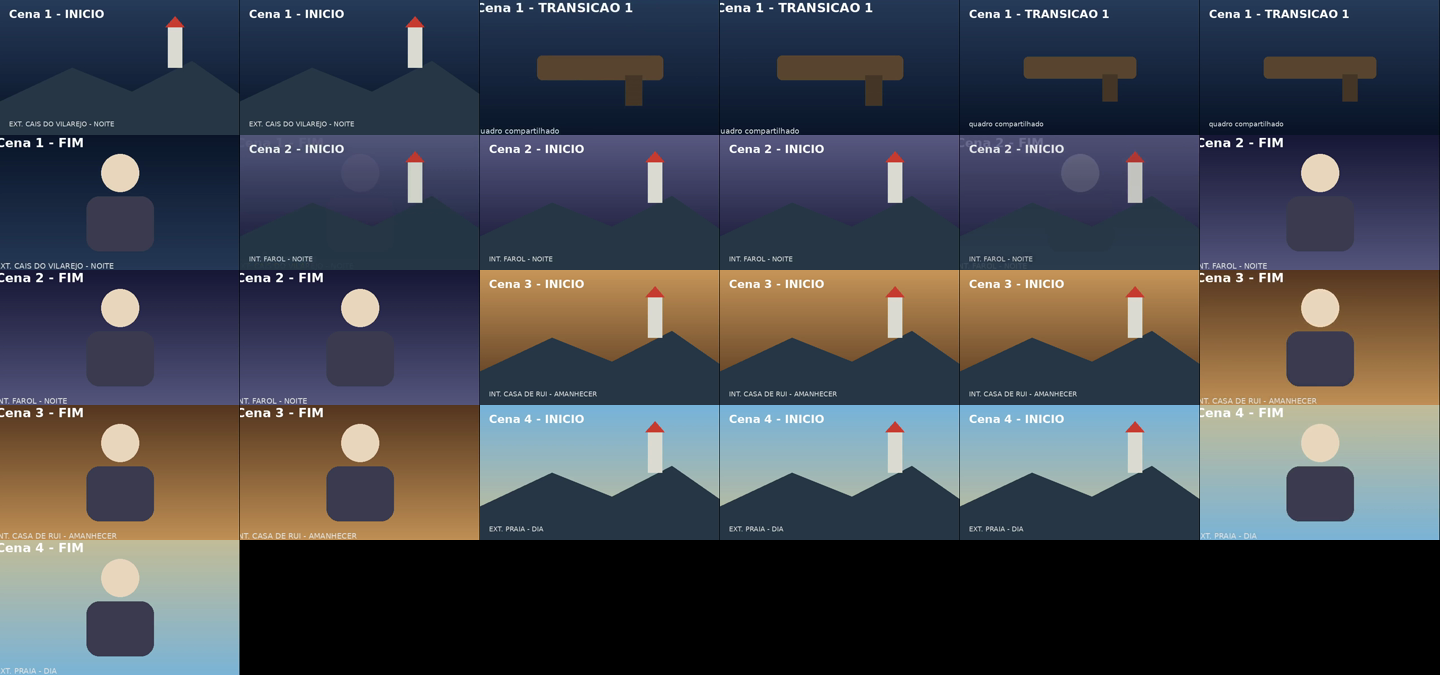 Cena 1 - INICIO
EXT. CAIS DO VILAREJO - NOITE
Cena 1 - INICIO
EXT. CAIS DO VILAREJO - NOITE
Cena 1 - TRANSICAO 1
uadro compartilhado
Cena 1 - TRANSICAO 1
uadro compartilhado
Cena 1 - TRANSICAO 1
quadro compartilhado
Cena 1 - TRANSICAO 1
quadro compartilhado
Cena 1 - FIM
XT. CAIS DO VILAREJO - NOITE
Cena 2 - INICIO
INT. FAROL - NOITE
Cena 2 - INICIO
INT. FAROL - NOITE
Cena 2 - INICIO
INT. FAROL - NOITE
Cena 2 - FIM
Cena 2 - INICIO
INT. FAROL - NOITE
Cena 2 - FIM
NT. FAROL - NOITE
Cena 2 - FIM
NT. FAROL - NOITE
Cena 2 - FIM
NT. FAROL - NOITE
Cena 3 - INICIO
INT. CASA DE RUI - AMANHECER
Cena 3 - INICIO
INT. CASA DE RUI - AMANHECER
Cena 3 - INICIO
INT. CASA DE RUI - AMANHECER
Cena 3 - FIM
NT. CASA DE RUI - AMANHECER
Cena 3 - FIM
NT. CASA DE RUI - AMANHECER
Cena 3 - FIM
NT. CASA DE RUI - AMANHECER
Cena 4 - INICIO
EXT. PRAIA - DIA
Cena 4 - INICIO
EXT. PRAIA - DIA
Cena 4 - INICIO
EXT. PRAIA - DIA
Cena 4 - FIM
XT. PRAIA - DIA
Cena 4 - FIM
EXT. PRAIA - DIA